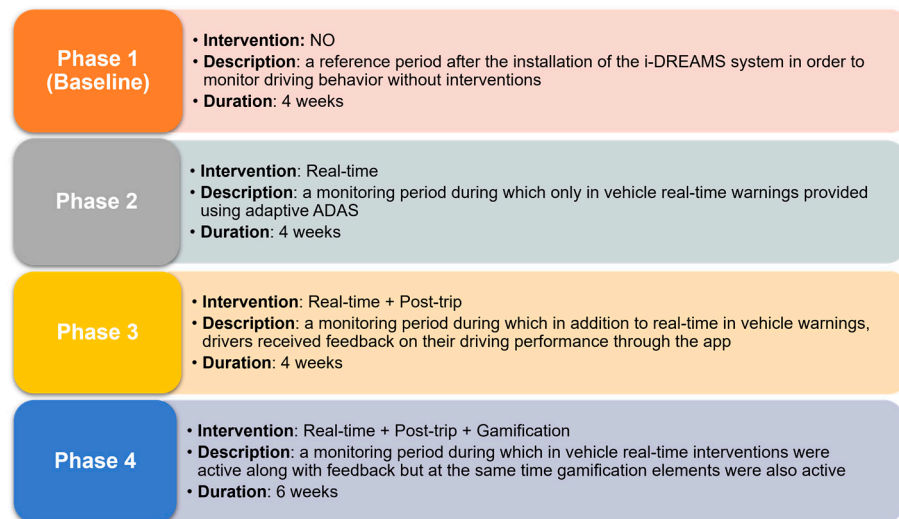 Phase 1
(Baseline)
• Intervention: NO
• Description: a reference period after the installation of the i-DREAMS system in order to
monitor driving behavior without interventions
• Duration: 4 weeks
Phase 2
• Intervention: Real-time
• Description: a monitoring period during which only in vehicle real-time warnings provided
using adaptive ADAS
• Duration: 4 weeks
Phase 3
• Intervention: Real-time + Post-trip
• Description: a monitoring period during which in addition to real-time in vehicle warnings,
drivers received feedback on their driving performance through the app
• Duration: 4 weeks
Phase 4
• Intervention: Real-time + Post-trip + Gamification
• Description: a monitoring period during which in vehicle real-time interventions were
active along with feedback but at the same time gamification elements were also active
• Duration: 6 weeks